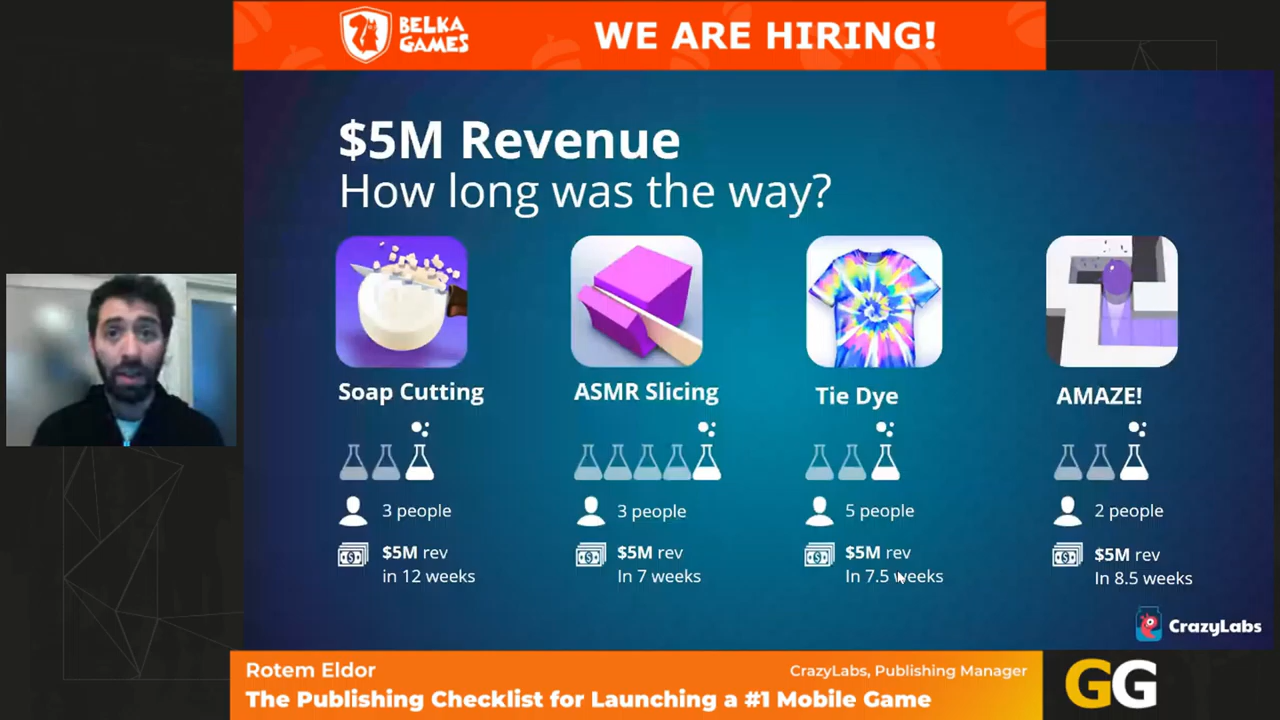 BELKA
GAMES
WE ARE HIRING!
$5M Revenue
How long was the way?
Soap Cutting
ASMR Slicing
Tie Dye
AMAZE!
3 people
3 people
5 people
2 people
$5M rev
in 12 weeks
$5M rev
In 7 weeks
$5M rev
In 7.5 weeks
$5M rev
In 8.5 weeks
CrazyLabs
Rotem Eldor
CrazyLabs, Publishing Manager
The Publishing Checklist for Launching a #1 Mobile Game
GG